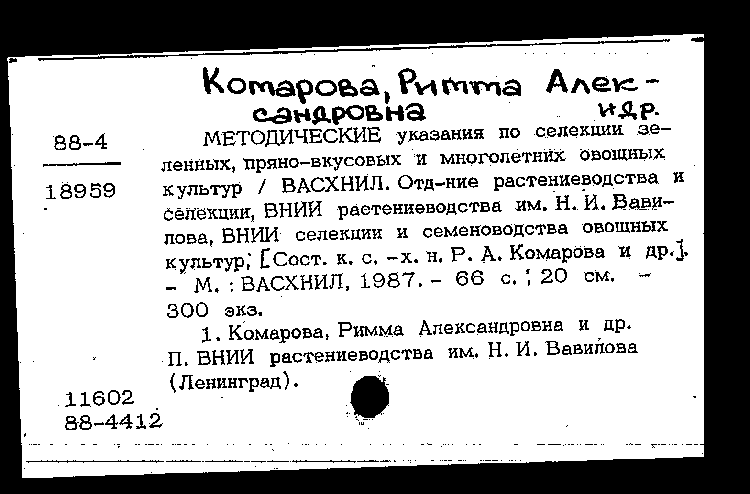 Комарова, Римма Алек-
сандровна и др.
88-4
18959
МЕТОДИЧЕСКИЕ указания по селекции зе-
ленных, пряно-вкусовых и многолетних овощных
культур / ВАСХНИЛ. Отд-ние растениеводства и
селекции, ВНИИ растениеводства им. Н. И. Вави-
лова, ВНИИ селекции и семеноводства овощных
культур; [Сост. к. с. -х. н. Р. А. Комарова и др.].
- М. : ВАСХНИЛ, 1987. - 66 с. ; 20 см. -
300 экз.
1. Комарова, Римма Александровна и др.
П. ВНИИ растениеводства им. Н. И. Вавилова
(Ленинград).
11602
88-4412